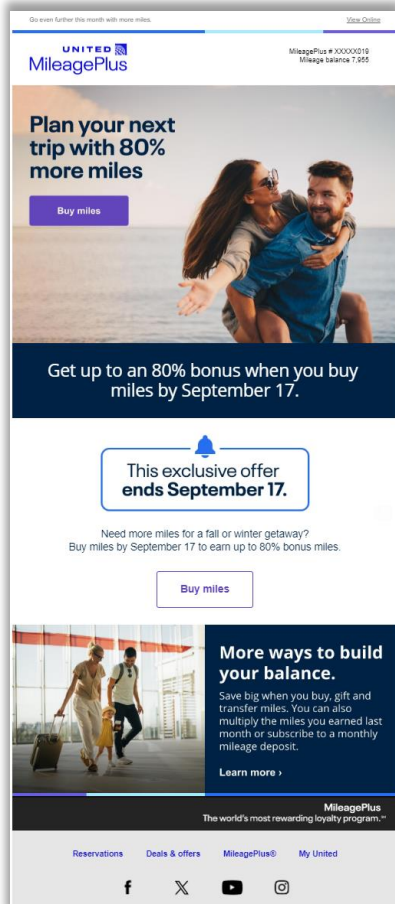 Go even further this month with more miles.
View Online
UNITED
MileagePlus
MileagePlus # XXXXX019
Mileage balance 7,955
Plan your next
trip with 80%
more miles
Buy miles
Get up to an 80% bonus when you buy
miles by September 17.
This exclusive offer
ends September 17.
Need more miles for a fall or winter getaway?
Buy miles by September 17 to earn up to 80% bonus miles.
Buy miles
More ways to build
your balance.
Save big when you buy, gift and
transfer miles. You can also
multiply the miles you earned last
month or subscribe to a monthly
mileage deposit.
Learn more ›
MileagePlus
The world's most rewarding loyalty program.℠
Reservations Deals & offers MileagePlus® My United